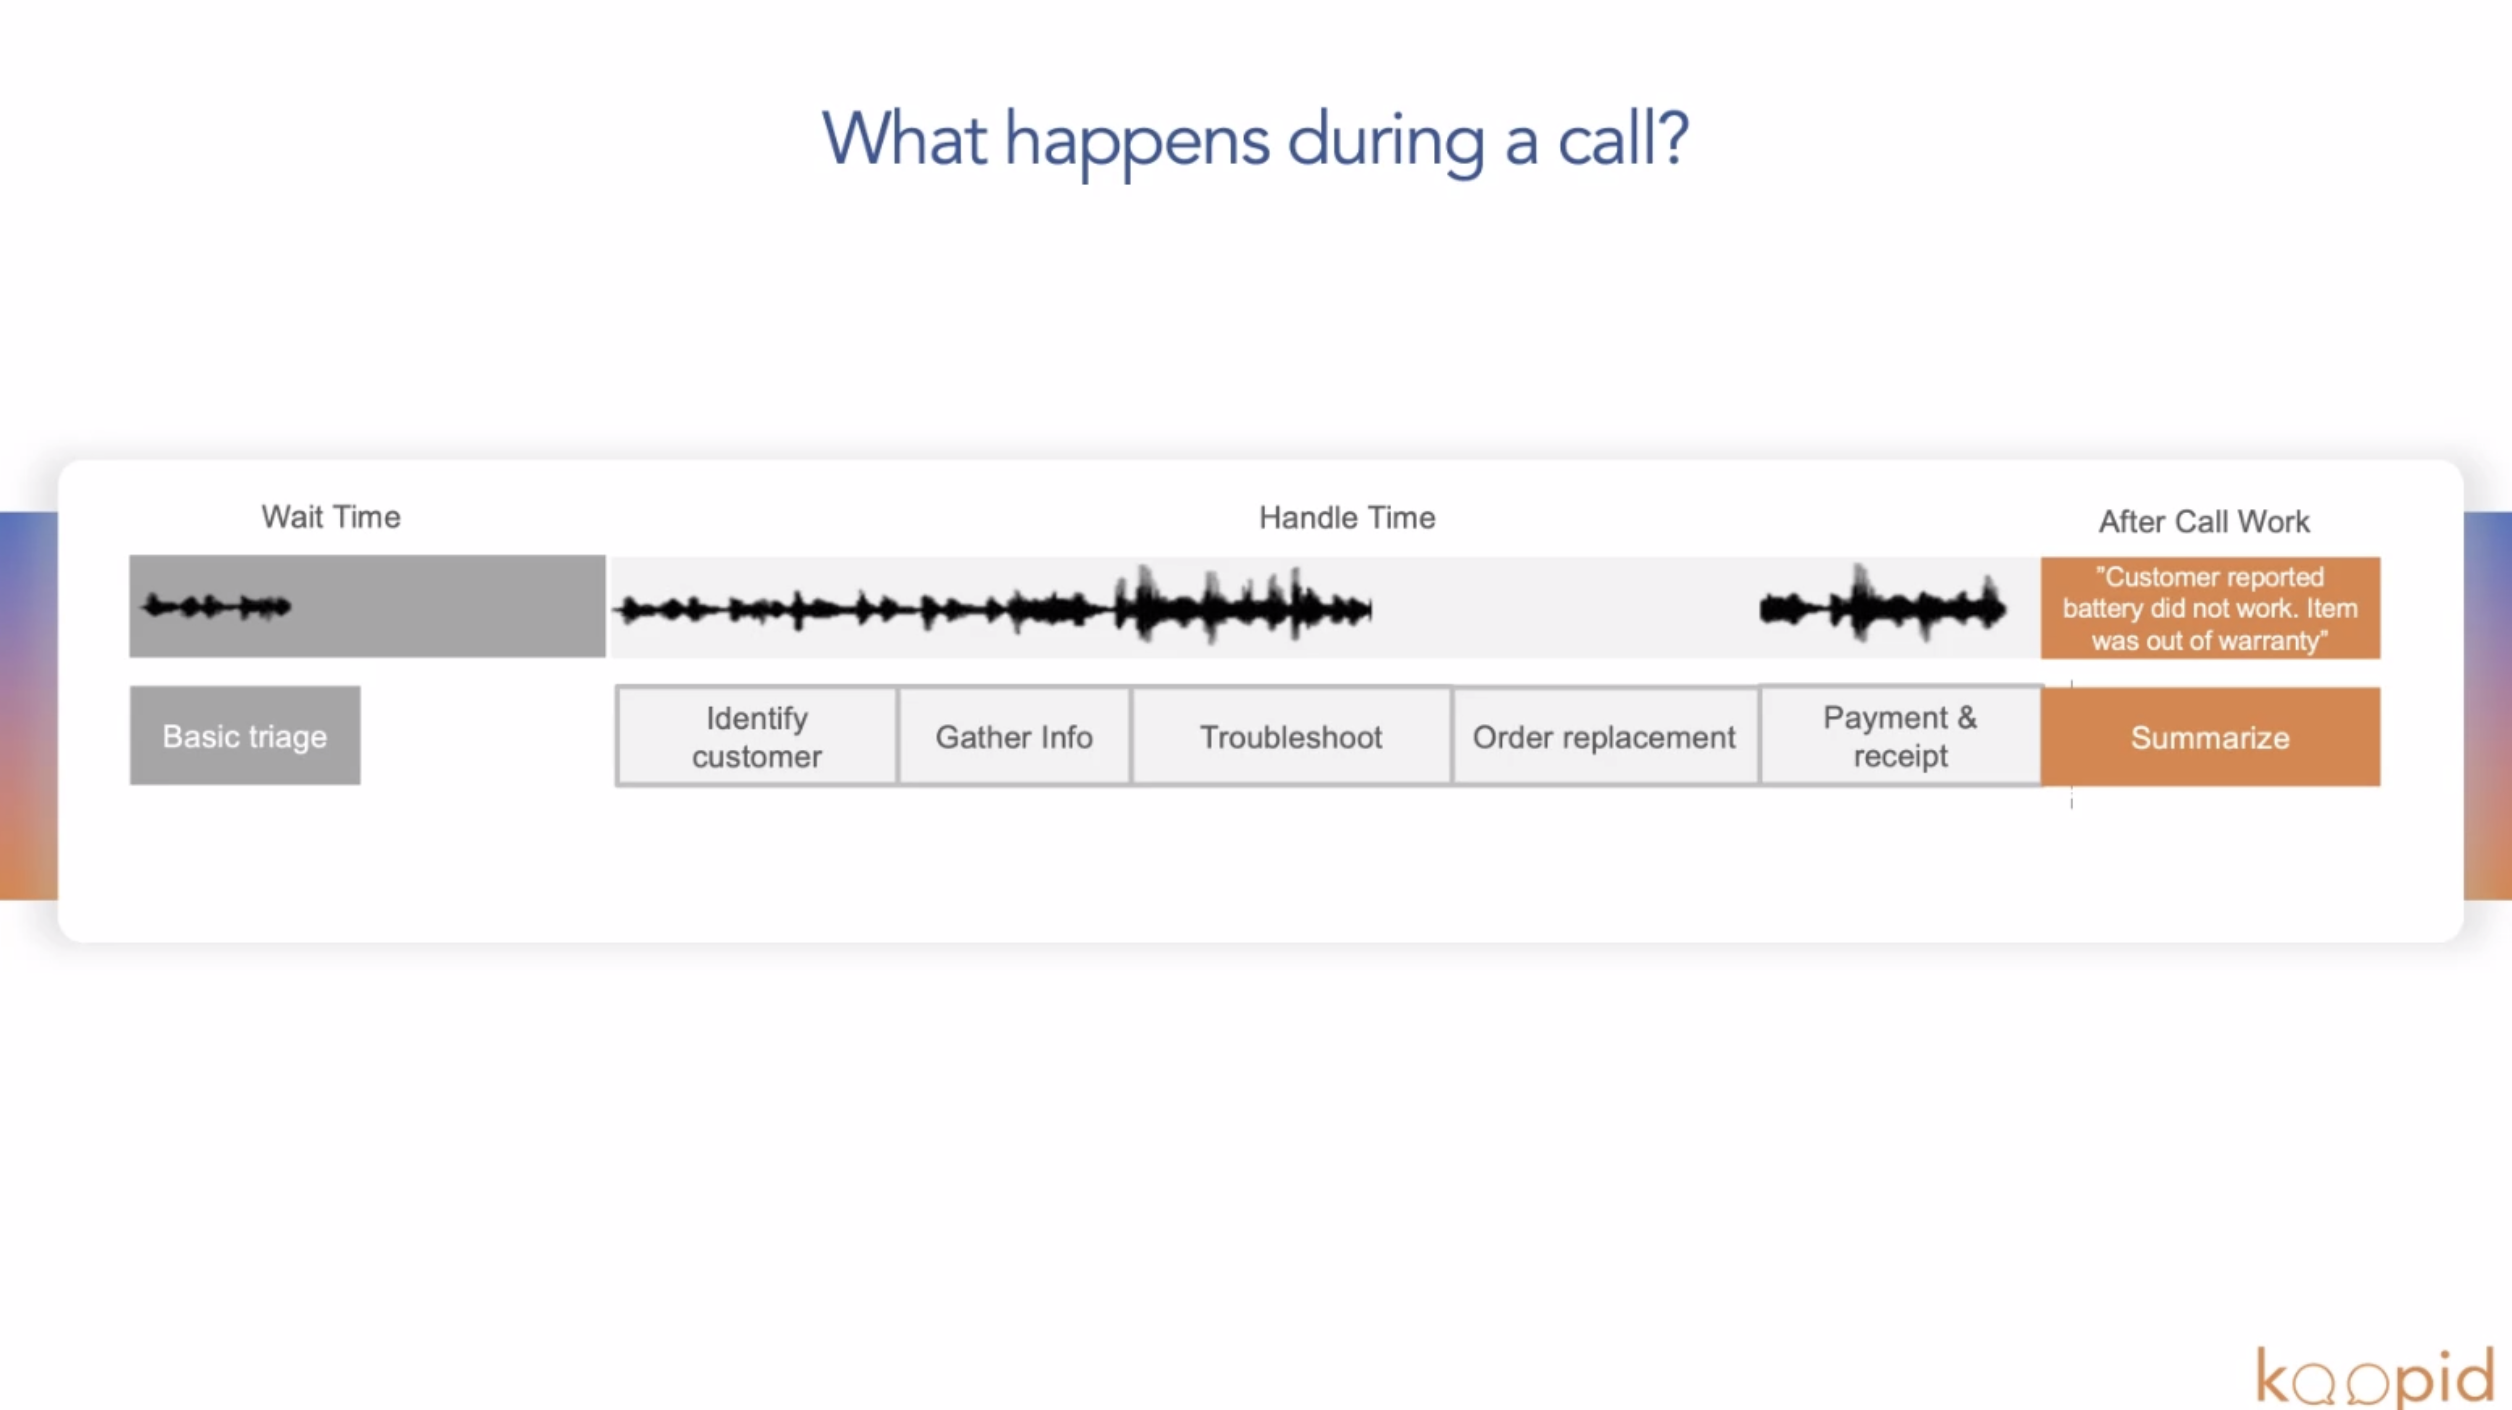 What happens during a call?
Wait Time
Handle Time
After Call Work
”Customer reported
battery did not work. Item
was out of warranty”
Basic triage
Identify
customer
Gather Info
Troubleshoot
Order replacement
Payment &
receipt
Summarize
koopid